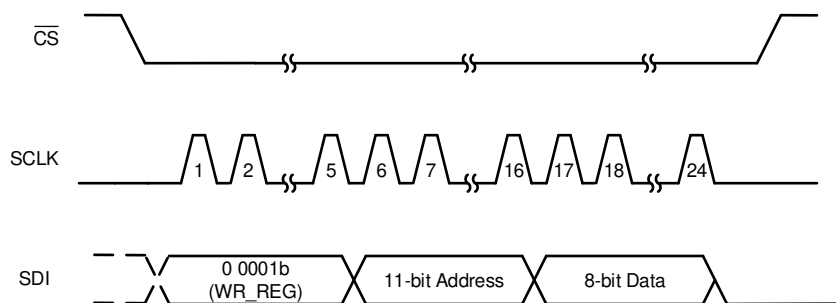 CS
SCLK
1 2 5 6 7 16 17 18 24
SDI
0 0001b
(WR_REG)
11-bit Address
8-bit Data